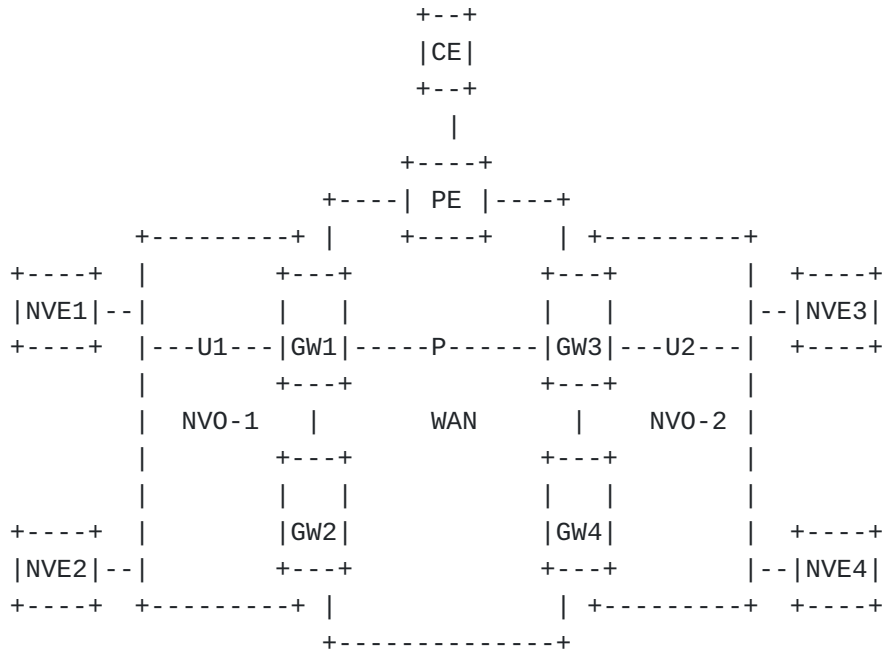 +--+
|CE|
+--+
|
+----+
+----| PE |----+
+---------+ | +----+ | +---------+
+----+ | +---+ +---+ | +----+
|NVE1|--| | | | | |--|NVE3|
+----+ |---U1---|GW1|-----P------|GW3|---U2---| +----+
| +---+ +---+ |
| NVO-1 | WAN | NVO-2 |
| +---+ +---+ |
| | | | | |
+----+ | |GW2| |GW4| | +----+
|NVE2|--| +---+ +---+ |--|NVE4|
+----+ +---------+ | | +---------+ +----+
+--------------+